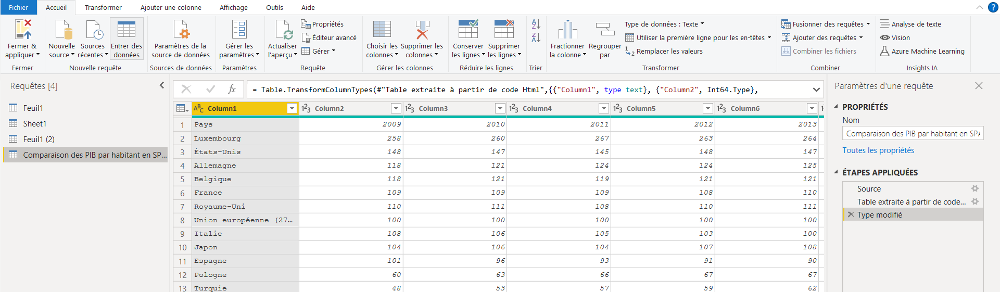 Fichier Accueil Transformer Ajouter une colonne Affichage Outils Aide ?
Fermer & appliquer
Nouvelle source
Sources récentes
Entrer des données
Paramètres de la source de données
Gérer les paramètres
Actualiser l'aperçu
Propriétés
Éditeur avancé
Gérer
Choisir les colonnes
Supprimer les colonnes
Conserver les lignes
Supprimer les lignes
Fractionner la colonne
Regrouper par
Type de données : Texte
Utiliser la première ligne pour les en-têtes
Remplacer les valeurs
Fusionner des requêtes
Ajouter des requêtes
Combiner les fichiers
Analyse de texte
Vision
Azure Machine Learning
Fermer Nouvelle requête Sources de données Paramètres Requête Gérer les colonnes Réduire les lignes Trier Transformer Combiner Insights IA
Requêtes [4]
Feuil1
Sheet1
Feuil1 (2)
Comparaison des PIB par habitant en SP...
fx = Table.TransformColumnTypes(#"Table extraite à partir de code Html",{{"Column1", type text}, {"Column2", Int64.Type},
ABC Column1 123 Column2 123 Column3 123 Column4 123 Column5 123 Column6
1 Pays 2009 2010 2011 2012 2013
2 Luxembourg 258 260 267 263 264
3 États-Unis 148 147 145 148 147
4 Allemagne 118 121 124 124 125
5 Belgique 118 121 119 121 121
6 France 109 109 109 108 110
7 Royaume-Uni 110 111 108 110 111
8 Union européenne (27… 100 100 100 100 100
9 Italie 108 106 105 103 100
10 Japon 104 106 104 107 108
11 Espagne 101 96 93 91 90
12 Pologne 60 63 66 67 67
13 Turquie 48 53 57 59 62
Paramètres d'une requête
PROPRIÉTÉS
Nom
Comparaison des PIB par habitant en SPA
Toutes les propriétés
ÉTAPES APPLIQUÉES
Source
Table extraite à partir de code...
Type modifié